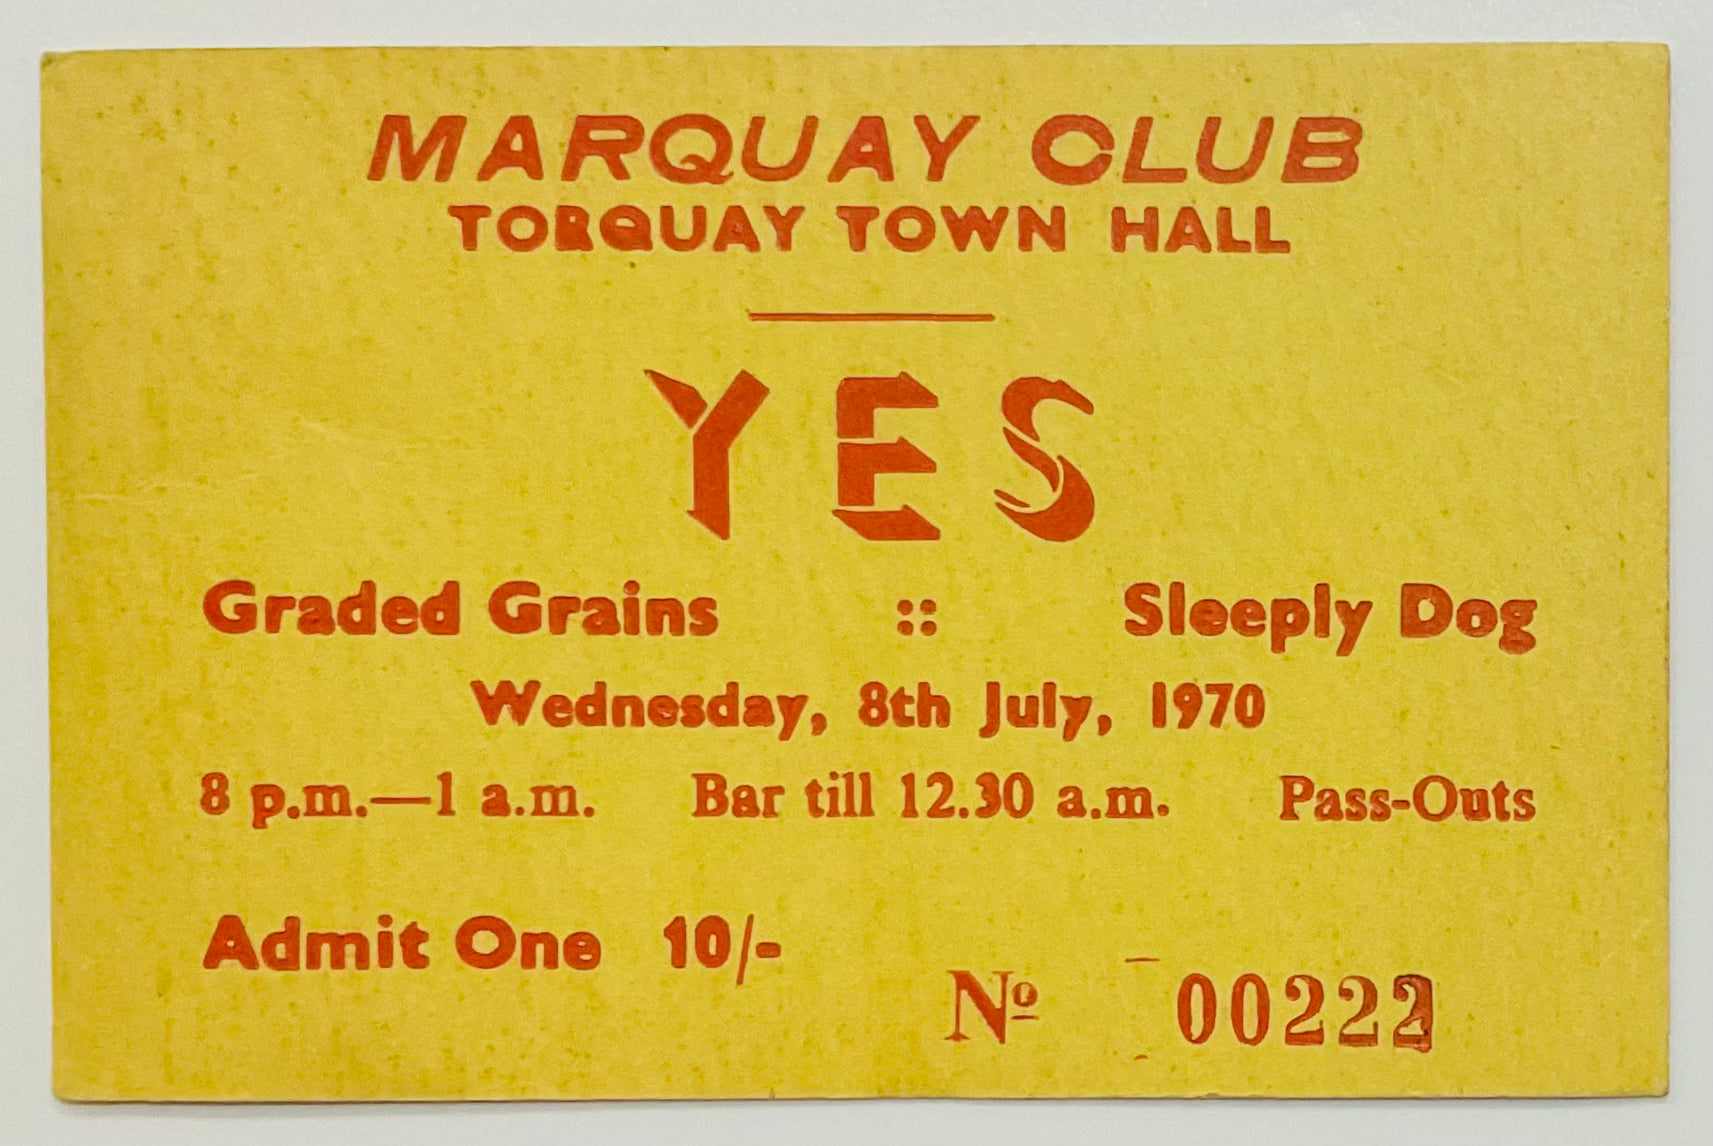 MARQUAY CLUB
TORQUAY TOWN HALL
YES
Graded Grains :: Sleeply Dog
Wednesday, 8th July, 1970
8 p.m.—1 a.m. Bar till 12.30 a.m. Pass-Outs
Admit One 10/-
Nº 00222